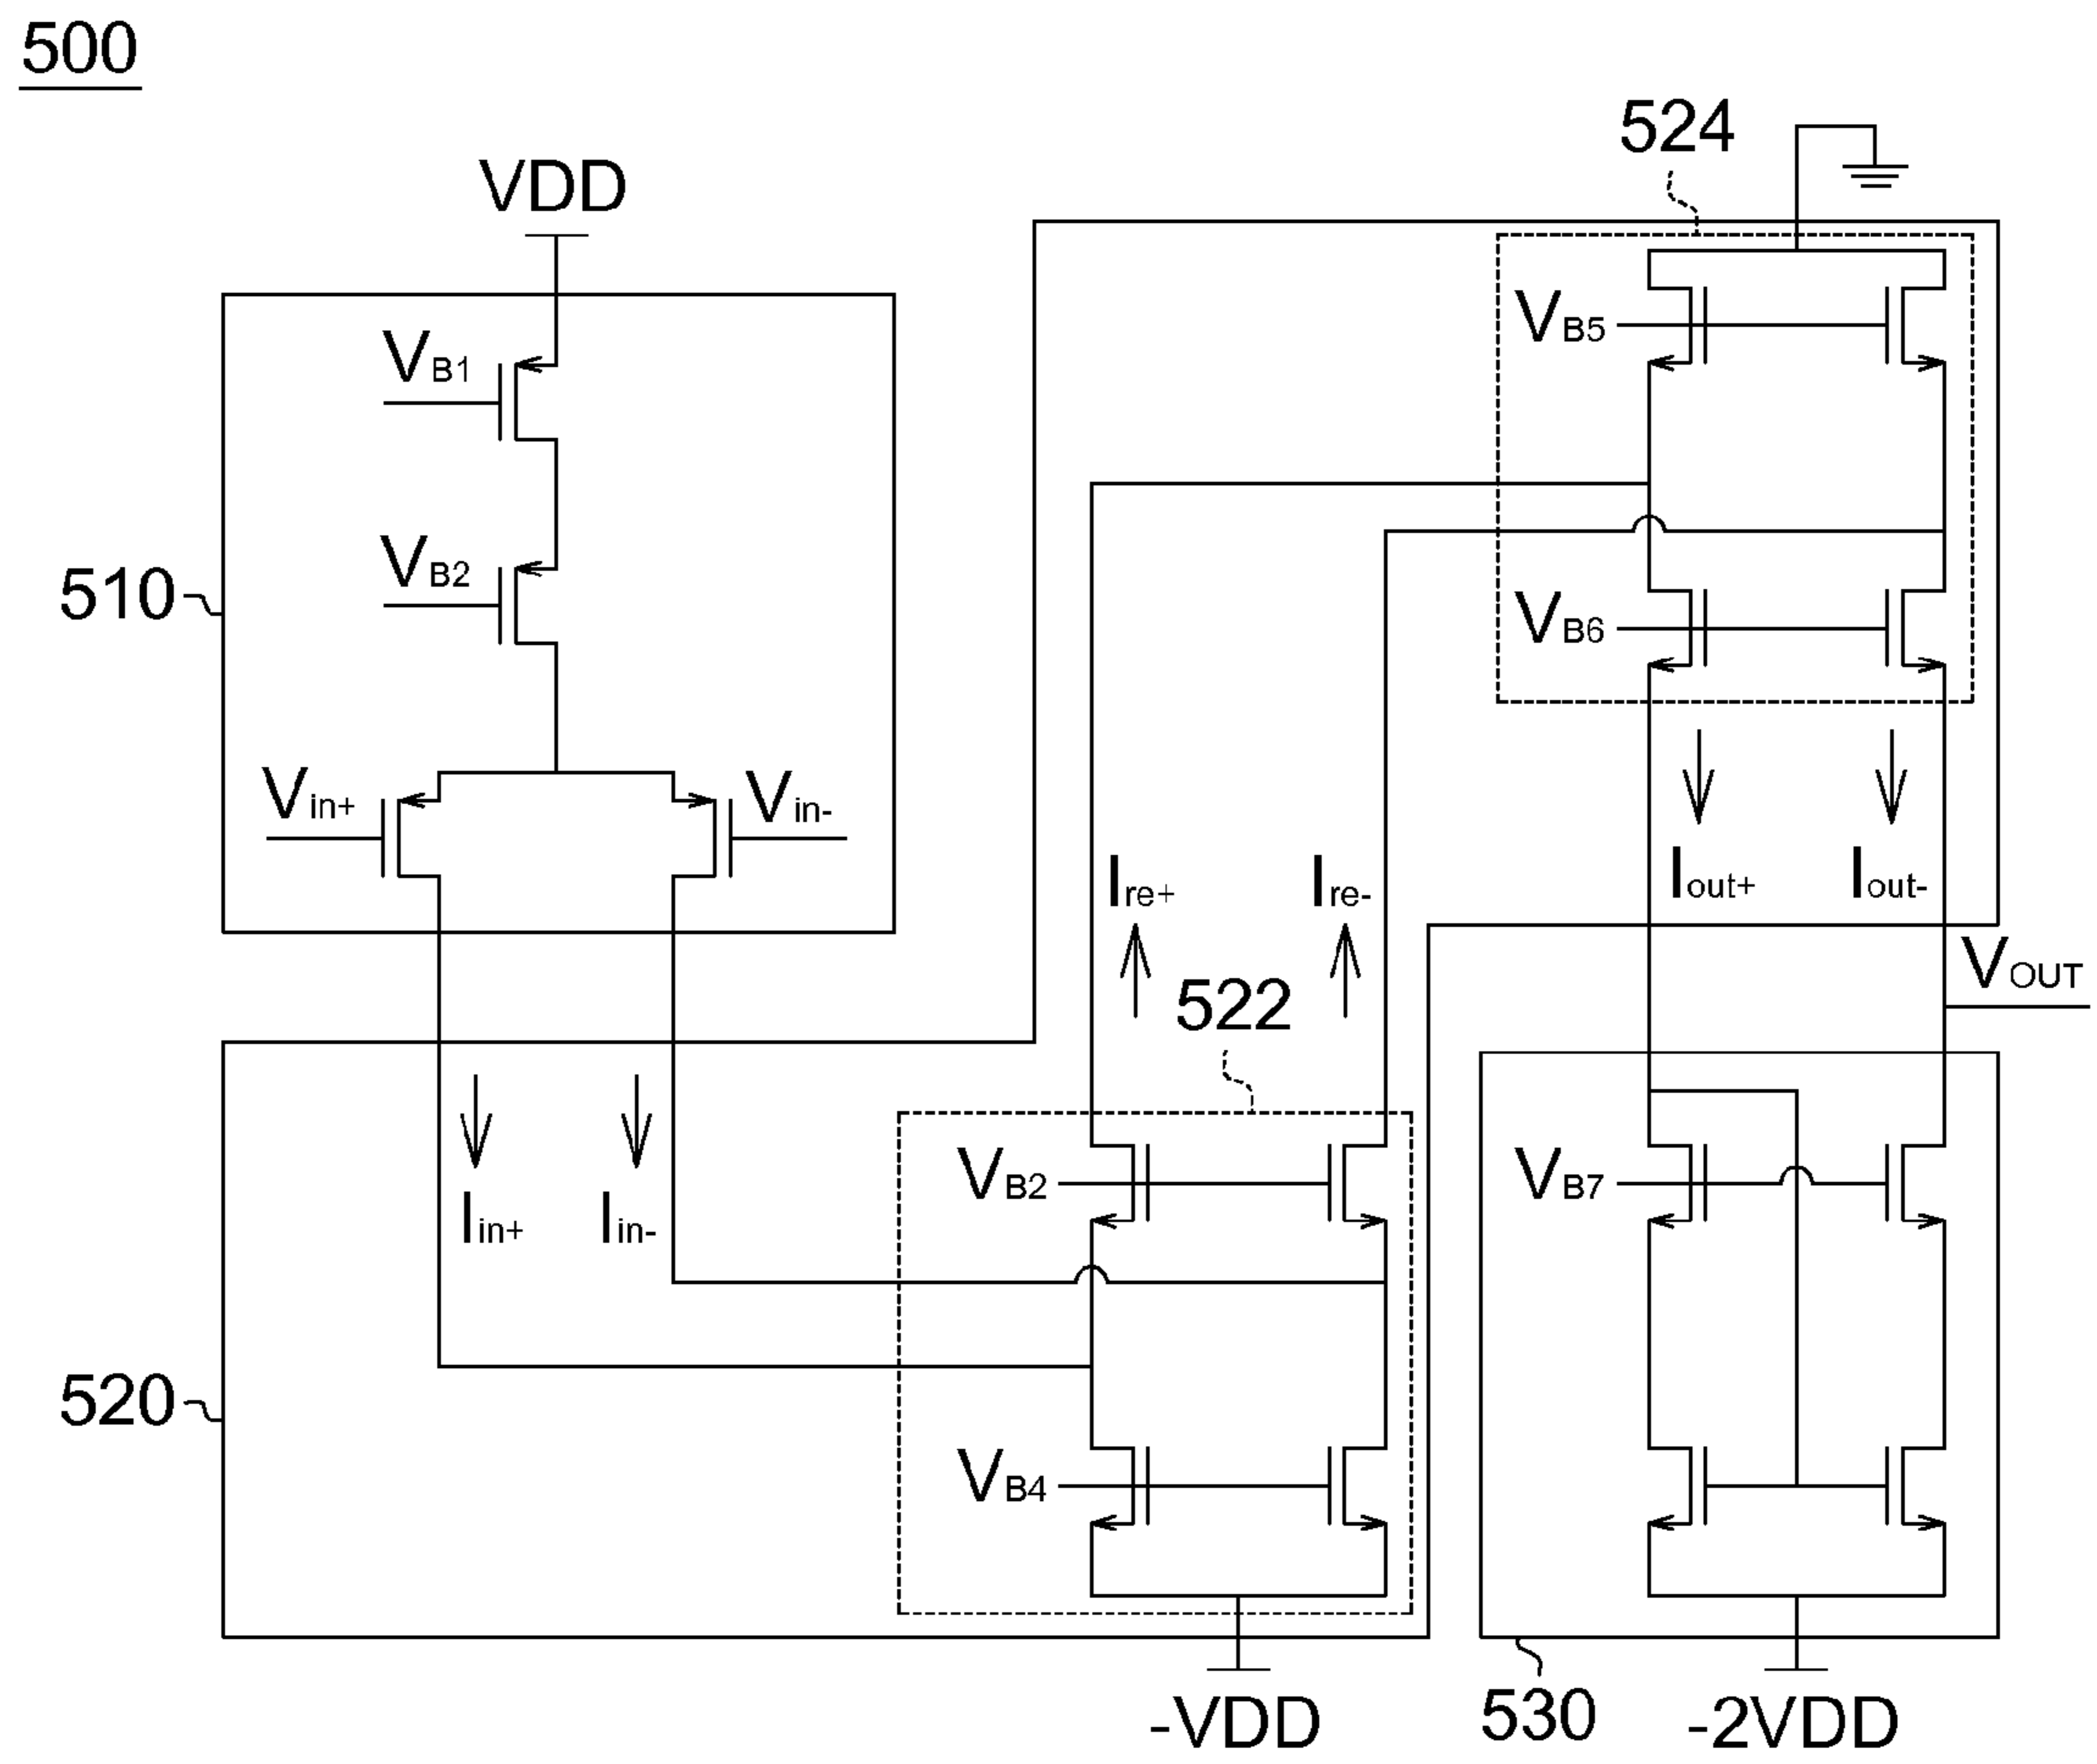 500
524
VDD
VB1
VB5
VB2
510
VB6
Vin+
Vin-
Ire+
Ire-
Iout+
Iout-
VOUT
522
Iin+
Iin-
VB2
VB7
520
VB4
-VDD
530
-2VDD